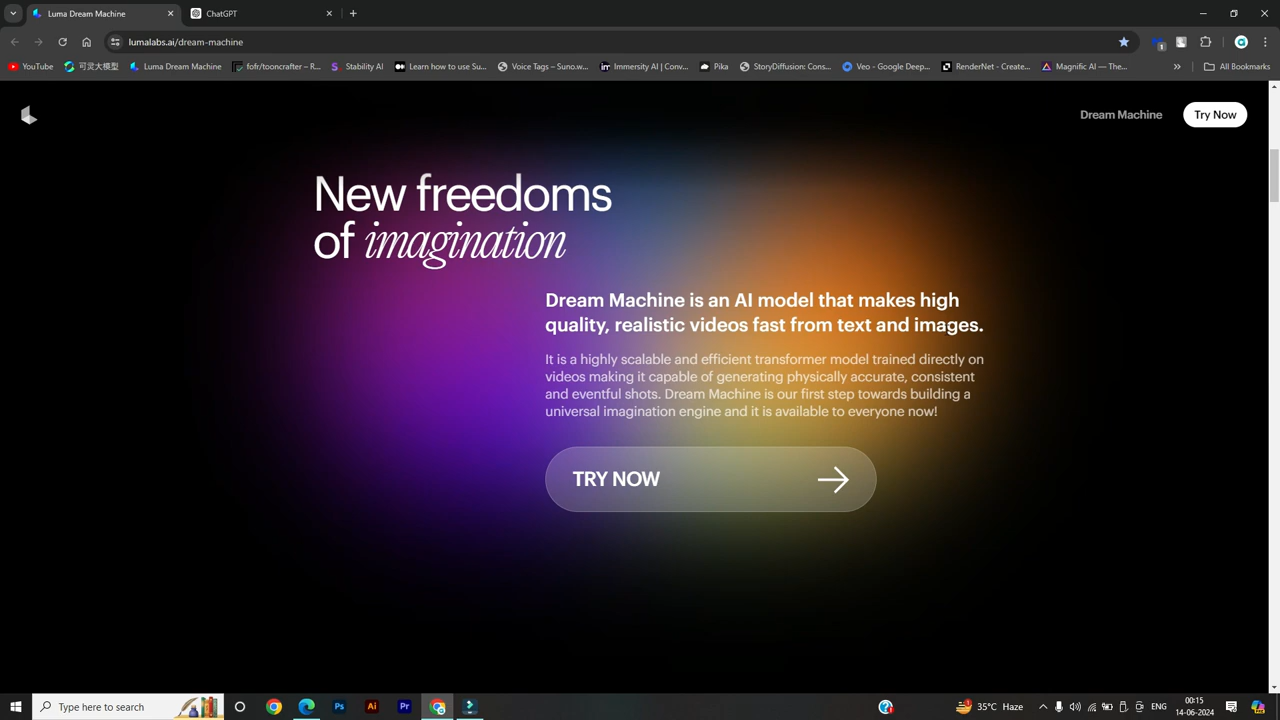 Luma Dream Machine
ChatGPT
lumalabs.ai/dream-machine
YouTube
可灵大模型
Luma Dream Machine
fofr/tooncrafter – R...
Stability AI
Learn how to use Su...
Voice Tags – Suno.w...
Immersity AI | Conv...
Pika
StoryDiffusion: Cons...
Veo - Google Deep...
RenderNet - Create...
Magnific AI — The...
All Bookmarks
Dream Machine
Try Now
New freedoms
of imagination
Dream Machine is an AI model that makes high
quality, realistic videos fast from text and images.
It is a highly scalable and efficient transformer model trained directly on
videos making it capable of generating physically accurate, consistent
and eventful shots. Dream Machine is our first step towards building a
universal imagination engine and it is available to everyone now!
TRY NOW
Type here to search
Ps
Ai
Pr
35°C Haze
ENG
00:15
14-06-2024